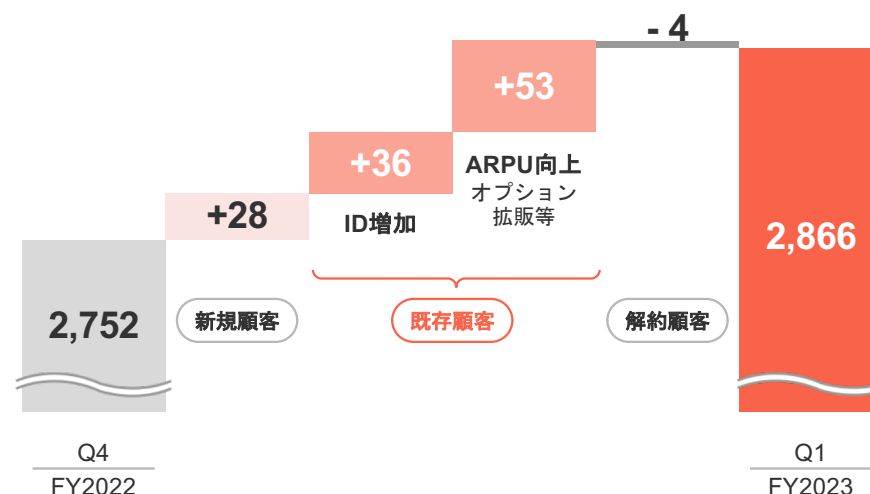 - 4
+53
+36
ARPU向上
オプション
拡販等
+28
ID増加
2,866
2,752
新規顧客
既存顧客
解約顧客
Q4
FY2022
Q1
FY2023